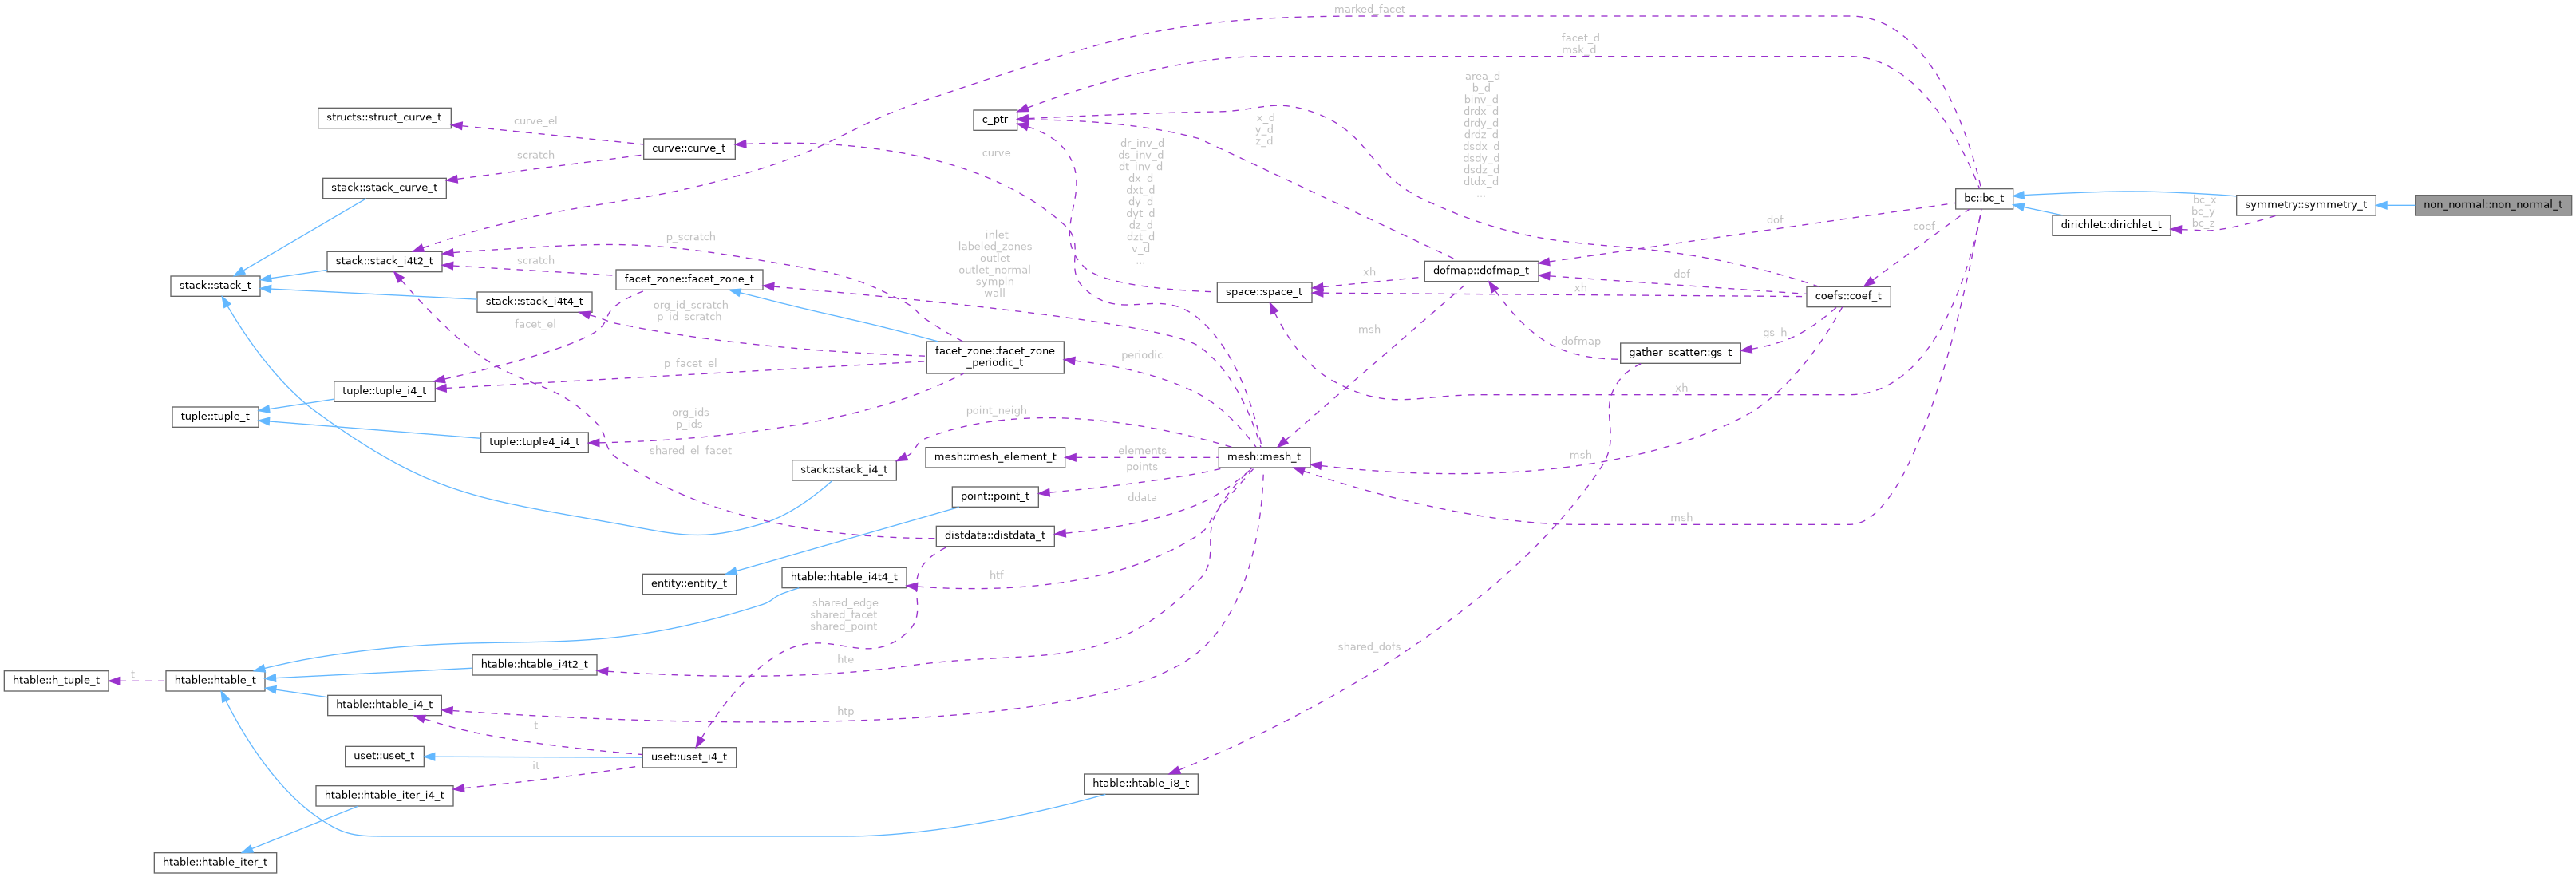 marked_facet
facet_d
msk_d
area_d
b_d
binv_d
drdx_d
drdy_d
drdz_d
dsdx_d
dsdy_d
dsdz_d
dtdx_d
...
structs::struct_curve_t
curve_el
c_ptr
x_d
y_d
z_d
curve::curve_t
curve
dr_inv_d
ds_inv_d
dt_inv_d
dx_d
dxt_d
dy_d
dyt_d
dz_d
dzt_d
v_d
...
scratch
stack::stack_curve_t
bc::bc_t
bc_x
bc_y
bc_z
symmetry::symmetry_t
non_normal::non_normal_t
dirichlet::dirichlet_t
dof
coef
p_scratch
inlet
labeled_zones
outlet
outlet_normal
sympln
wall
stack::stack_i4t2_t
scratch
facet_zone::facet_zone_t
xh
dofmap::dofmap_t
dof
stack::stack_t
stack::stack_i4t4_t
org_id_scratch
p_id_scratch
space::space_t
xh
coefs::coef_t
facet_el
msh
dofmap
gs_h
facet_zone::facet_zone
_periodic_t
periodic
gather_scatter::gs_t
p_facet_el
tuple::tuple_i4_t
xh
tuple::tuple_t
org_ids
p_ids
point_neigh
tuple::tuple4_i4_t
shared_el_facet
stack::stack_i4_t
mesh::mesh_element_t
elements
mesh::mesh_t
msh
points
point::point_t
ddata
distdata::distdata_t
msh
entity::entity_t
htable::htable_i4t4_t
htf
shared_edge
shared_facet
shared_point
shared_dofs
htable::h_tuple_t
t
htable::htable_t
htable::htable_i4t2_t
hte
htable::htable_i4_t
htp
t
uset::uset_t
uset::uset_i4_t
it
htable::htable_iter_i4_t
htable::htable_i8_t
htable::htable_iter_t